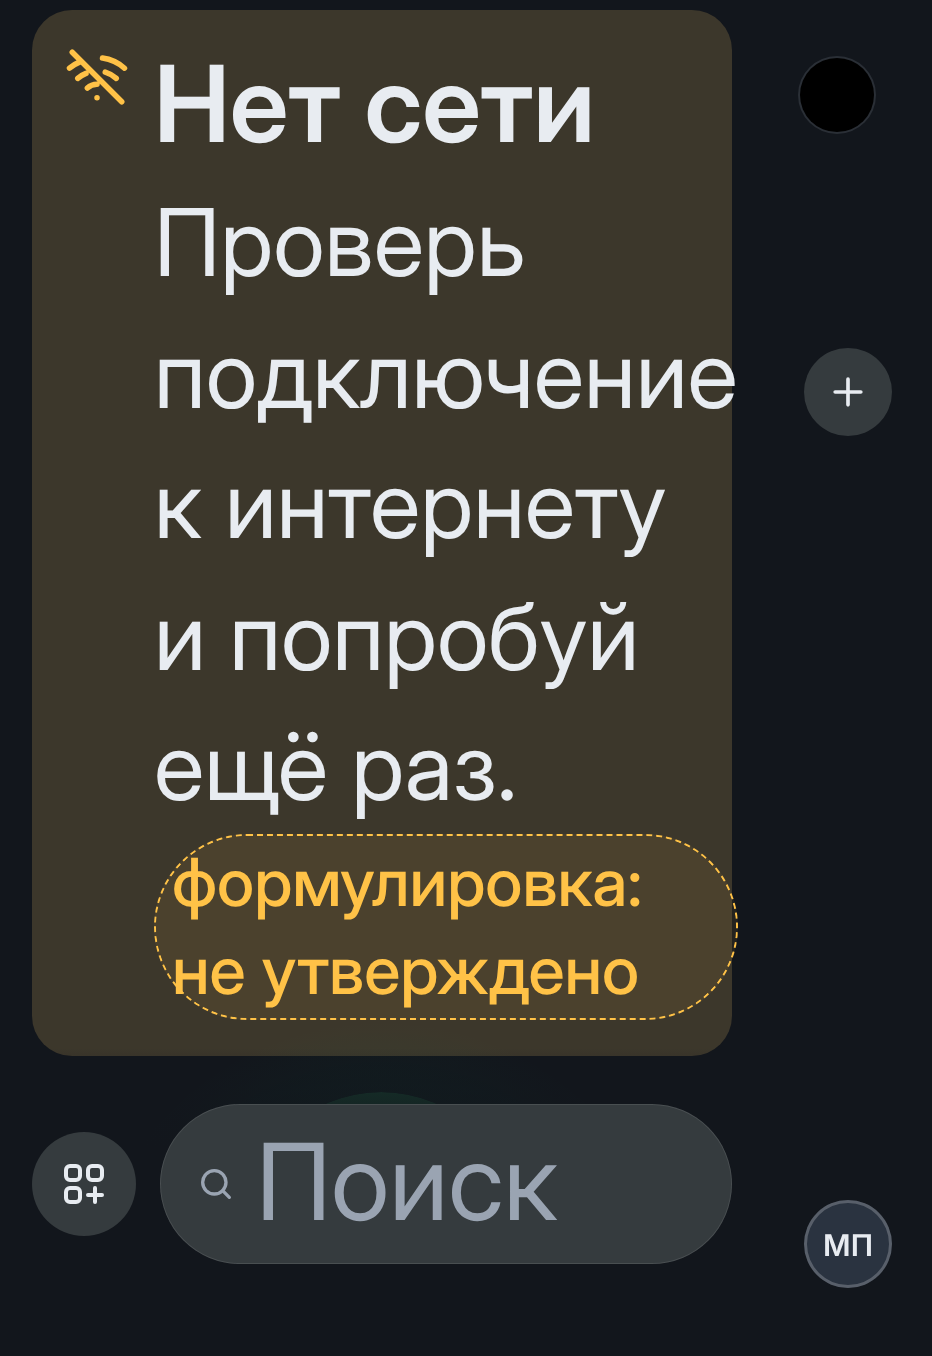 Нет сети
Проверь
подключение
к интернету
и попробуй
ещё раз.
формулировка:
не утверждено
Поиск
МП